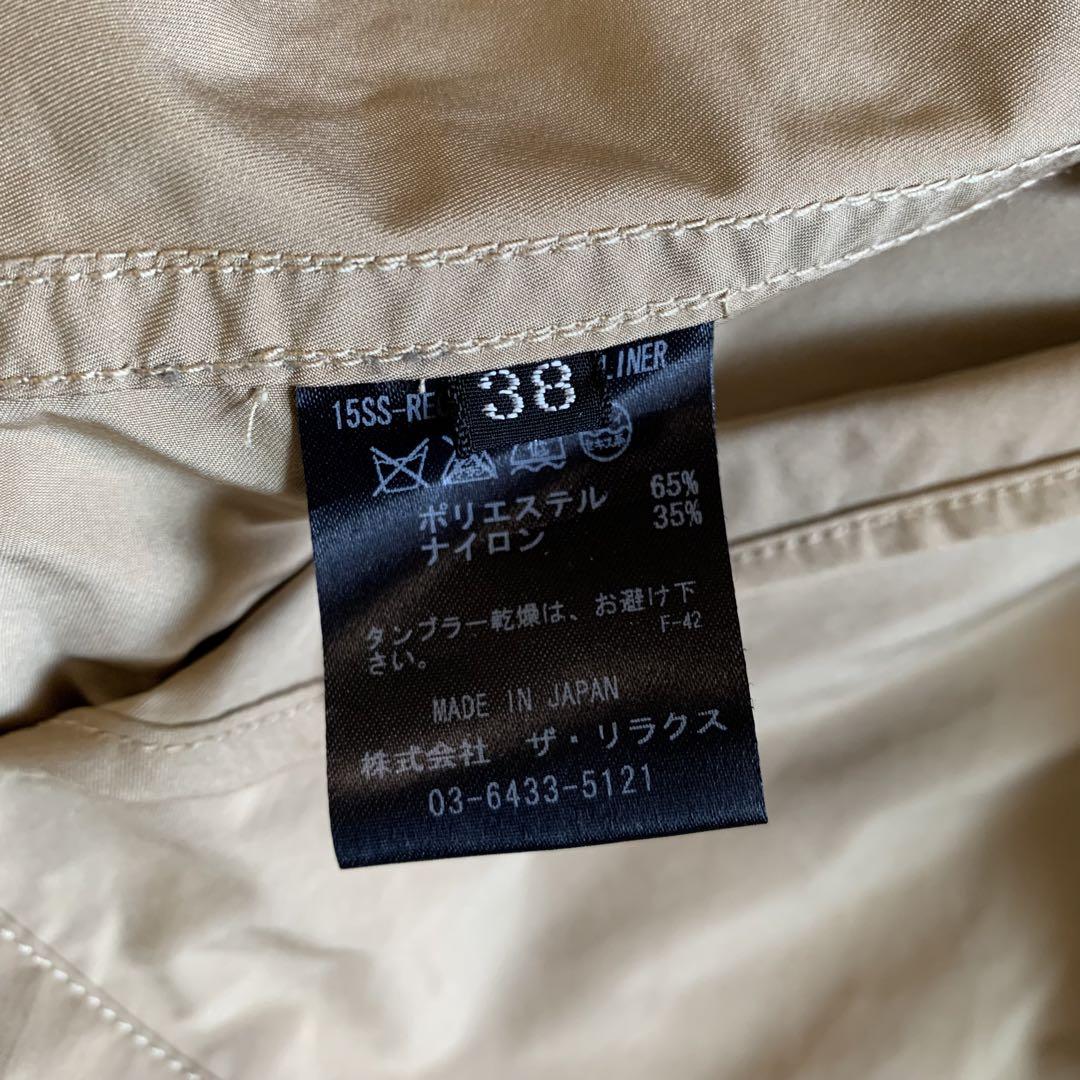 38
15SS-RE LINER
ポリエステル 65%
ナイロン 35%
タンブラー乾燥は、お避け下
さい。
F-42
MADE IN JAPAN
株式会社 ザ・リラクス
03-6433-5121